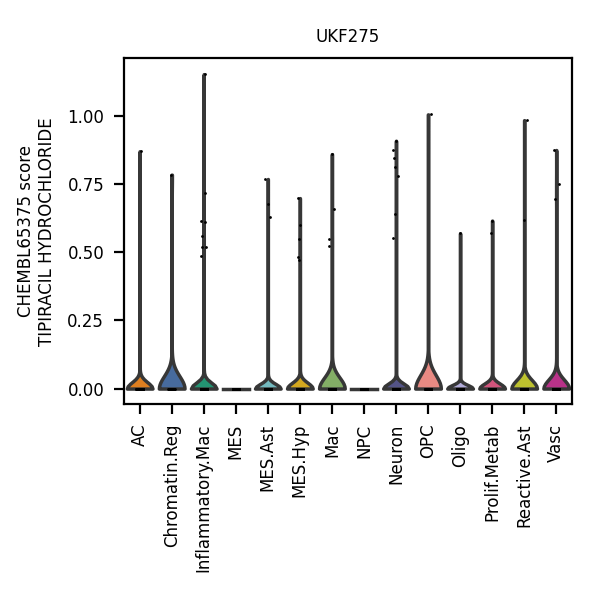 UKF275
CHEMBL65375 score
TIPIRACIL HYDROCHLORIDE
1.00
0.75
0.50
0.25
0.00
AC
Chromatin.Reg
Inflammatory.Mac
MES
MES.Ast
MES.Hyp
Mac
NPC
Neuron
OPC
Oligo
Prolif.Metab
Reactive.Ast
Vasc